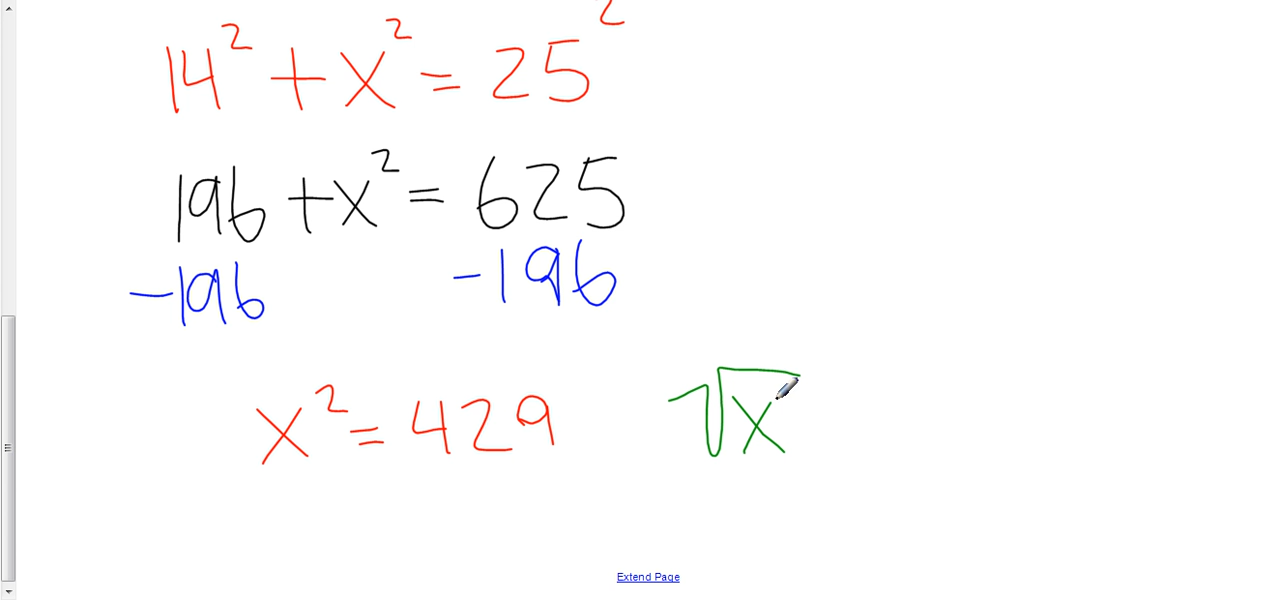 14² + x² = 25²
196 + x² = 625
-196 -196
x² = 429 √x
Extend Page